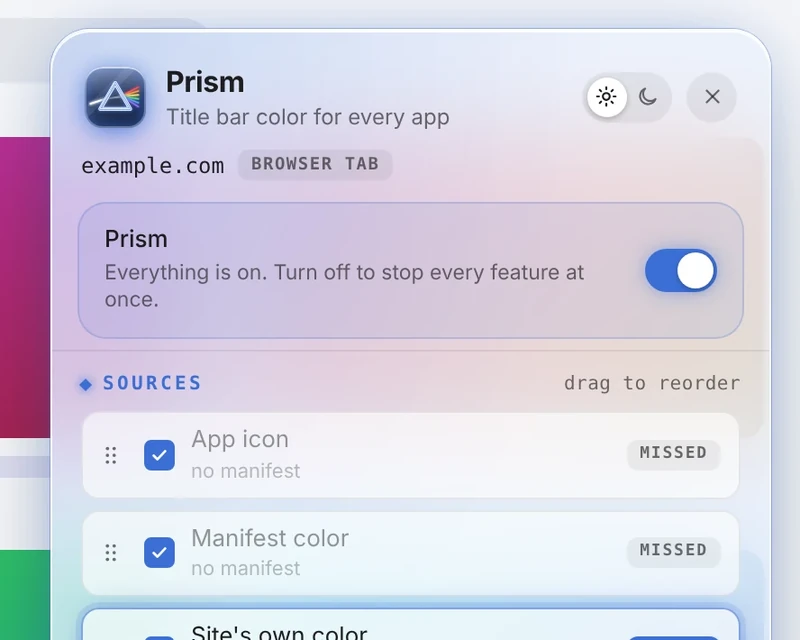 Prism
Title bar color for every app
example.com BROWSER TAB
Prism
Everything is on. Turn off to stop every feature at
once.
SOURCES drag to reorder
App icon
no manifest
MISSED
Manifest color
no manifest
MISSED
Site's own color